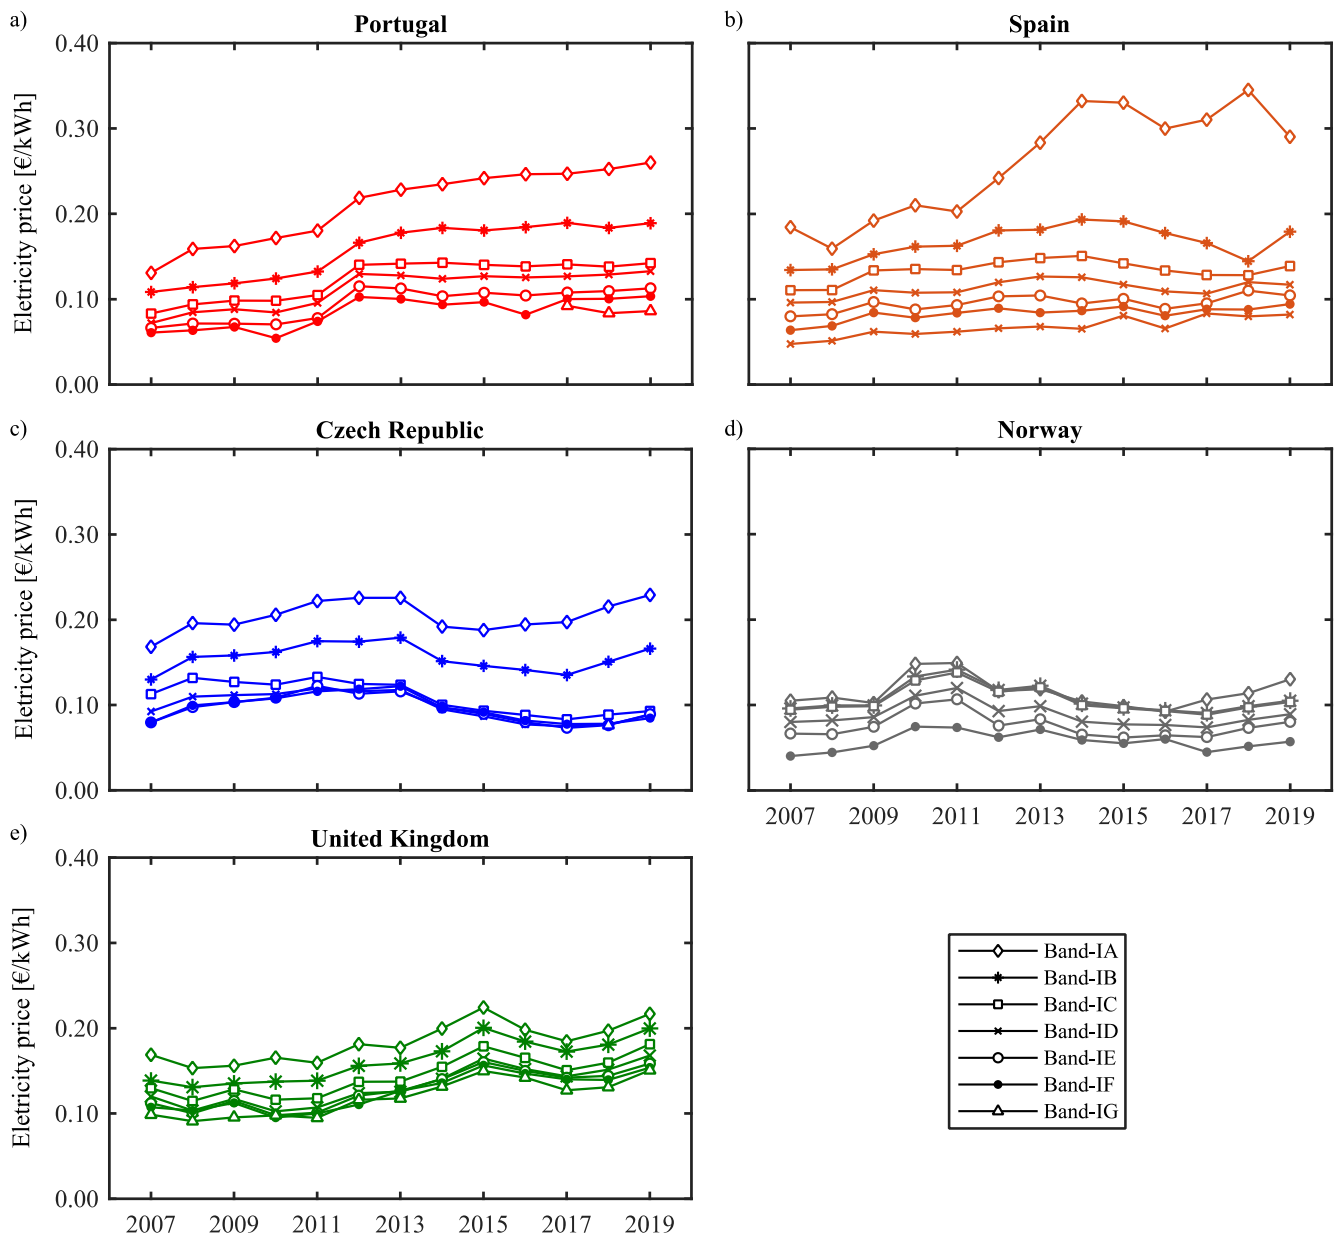 a) Portugal
b) Spain
0.40
0.30
0.20
0.10
0.00
Eletricity price [€/kWh]
c) Czech Republic
d) Norway
0.40
0.30
0.20
0.10
0.00
Eletricity price [€/kWh]
2007 2009 2011 2013 2015 2017 2019
e) United Kingdom
0.40
0.30
0.20
0.10
0.00
Eletricity price [€/kWh]
2007 2009 2011 2013 2015 2017 2019
Band-IA
Band-IB
Band-IC
Band-ID
Band-IE
Band-IF
Band-IG